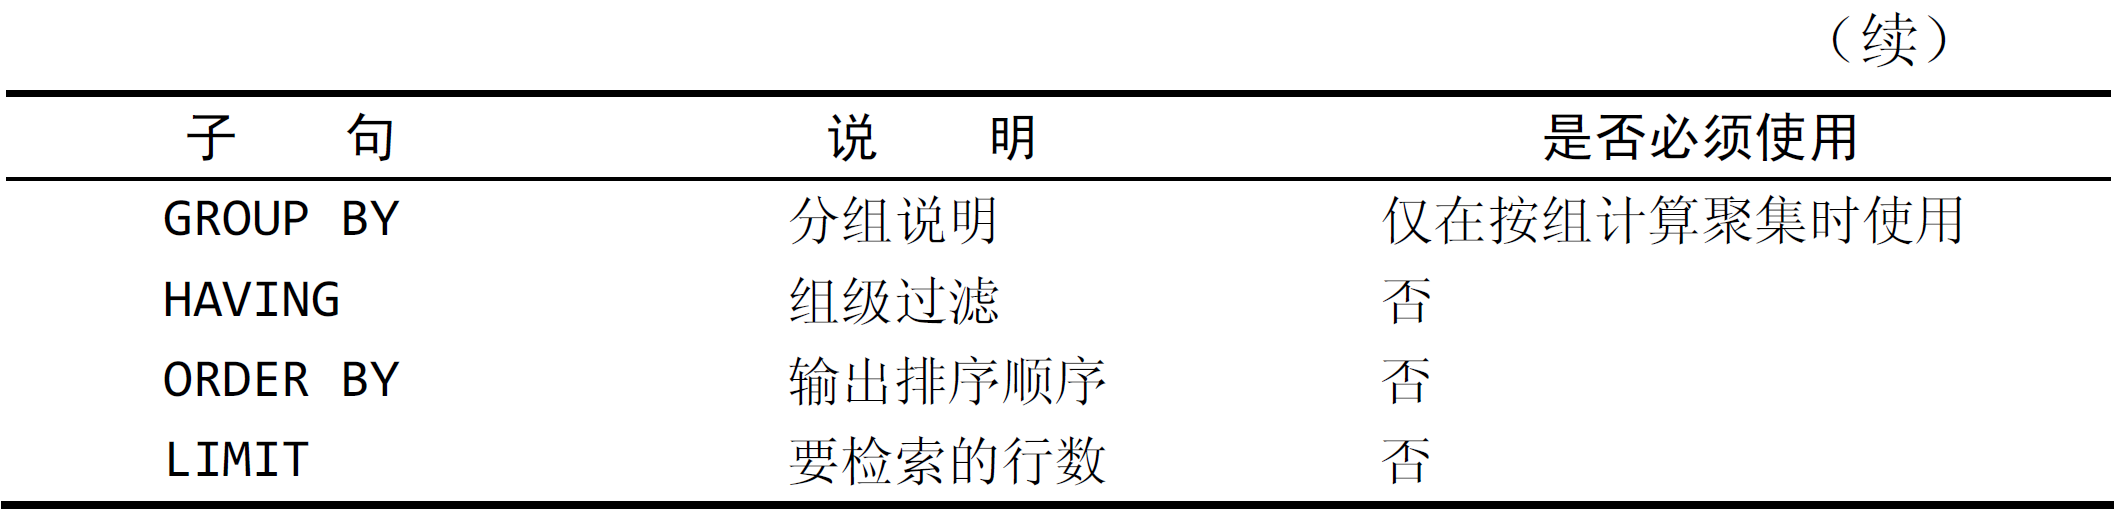 （续）
子 句 说 明 是否必须使用
GROUP BY 分组说明 仅在按组计算聚集时使用
HAVING 组级过滤 否
ORDER BY 输出排序顺序 否
LIMIT 要检索的行数 否